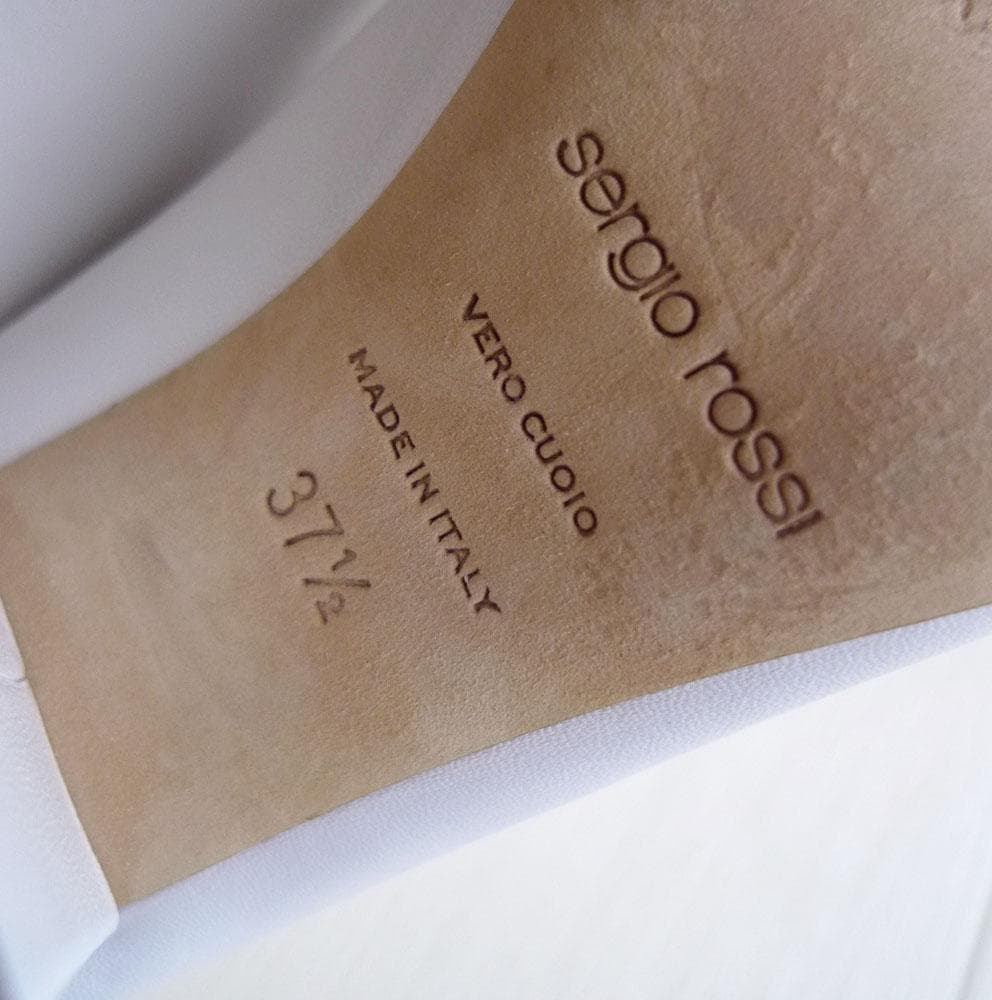 sergio rossi
VERO CUOIO
MADE IN ITALY
37½